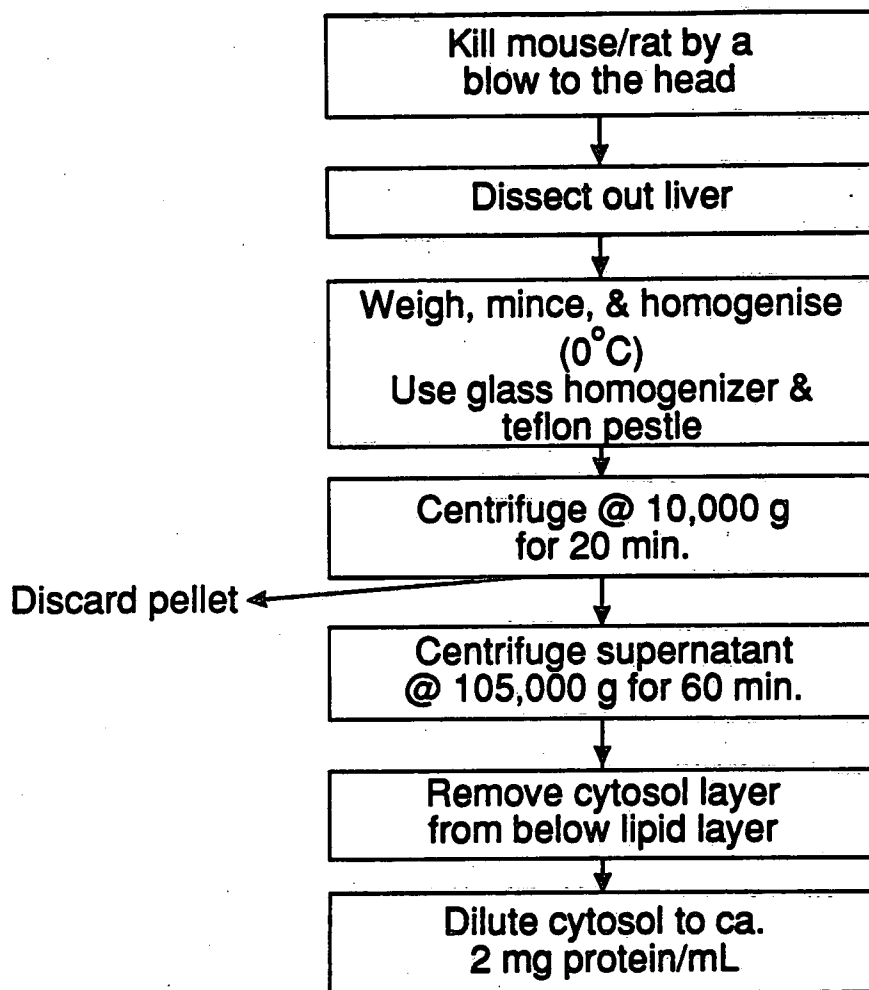 Kill mouse/rat by a
blow to the head
Dissect out liver
Weigh, mince, & homogenise
(0°C)
Use glass homogenizer &
teflon pestle
Centrifuge @ 10,000 g
for 20 min.
Discard pellet
Centrifuge supernatant
@ 105,000 g for 60 min.
Remove cytosol layer
from below lipid layer
Dilute cytosol to ca.
2 mg protein/mL